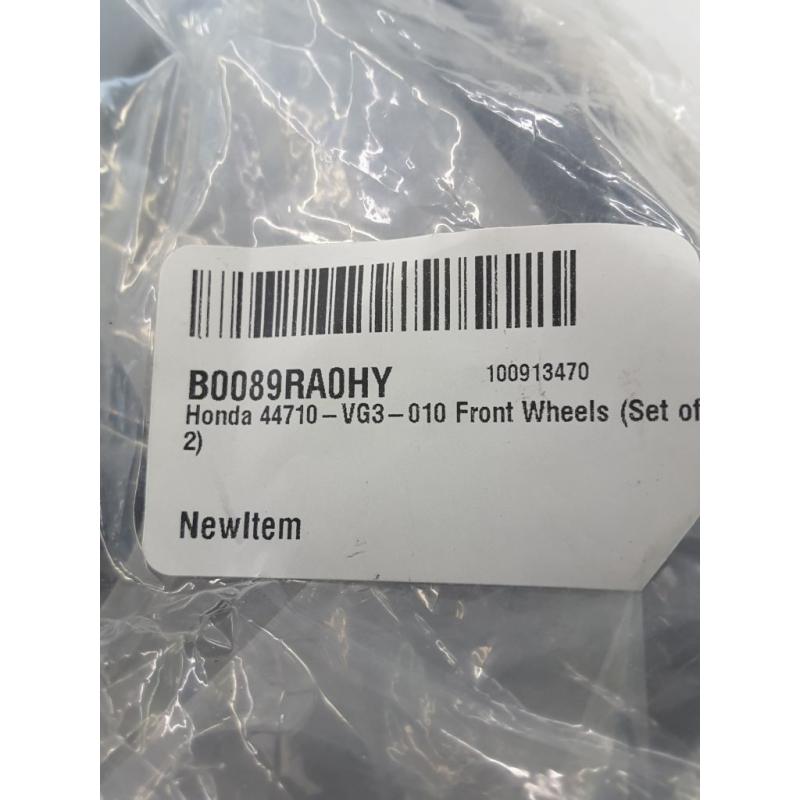 B0089RA0HY 100913470
Honda 44710-VG3-010 Front Wheels (Set of
2)
NewItem